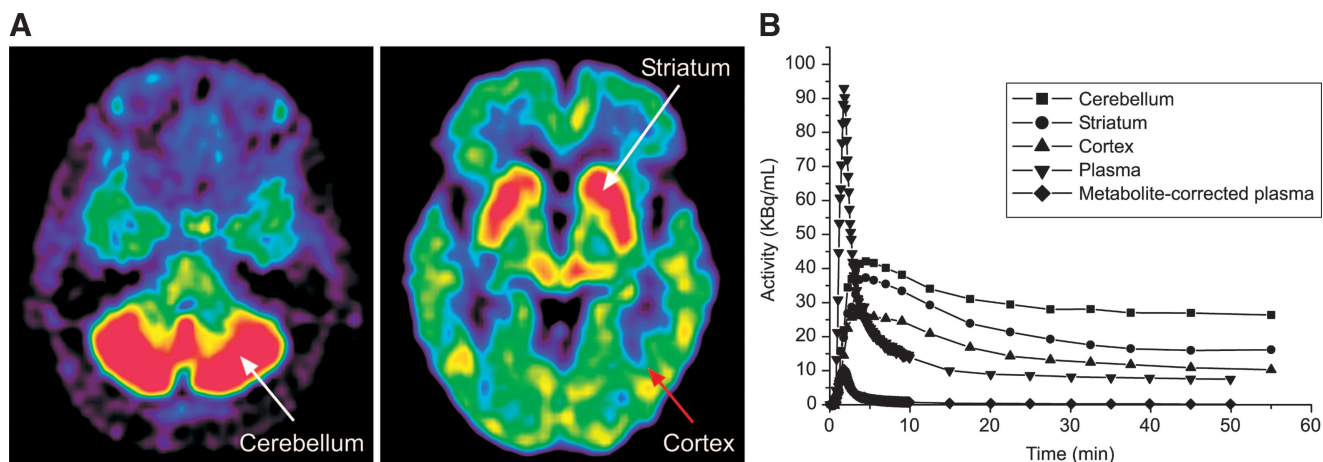 A
Cerebellum
Striatum
Cortex
B
Activity (KBq/mL)
100
90
80
70
60
50
40
30
20
10
0
Cerebellum
Striatum
Cortex
Plasma
Metabolite-corrected plasma
0 10 20 30 40 50 60
Time (min)